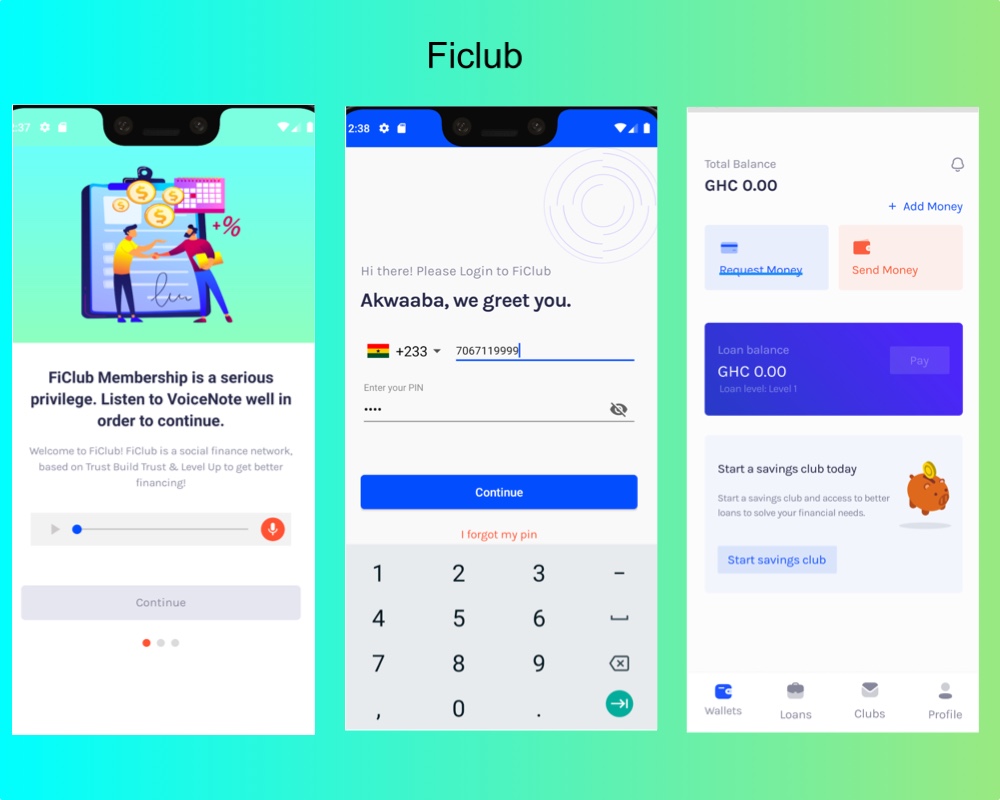 Ficlub
:37
+%
FiClub Membership is a serious
privilege. Listen to VoiceNote well in
order to continue.
Welcome to FiClub! FiClub is a social finance network,
based on Trust Build Trust & Level Up to get better
financing!
Continue
2:38
Hi there! Please Login to FiClub
Akwaaba, we greet you.
+233
7067119999
Enter your PIN
••••
Continue
I forgot my pin
1 2 3 –
4 5 6
7 8 9
, 0 .
Total Balance
GHC 0.00
+ Add Money
Request Money
Send Money
Loan balance
GHC 0.00
Pay
Loan level: Level 1
Start a savings club today
Start a savings club and access to better
loans to solve your financial needs.
Start savings club
Wallets
Loans
Clubs
Profile